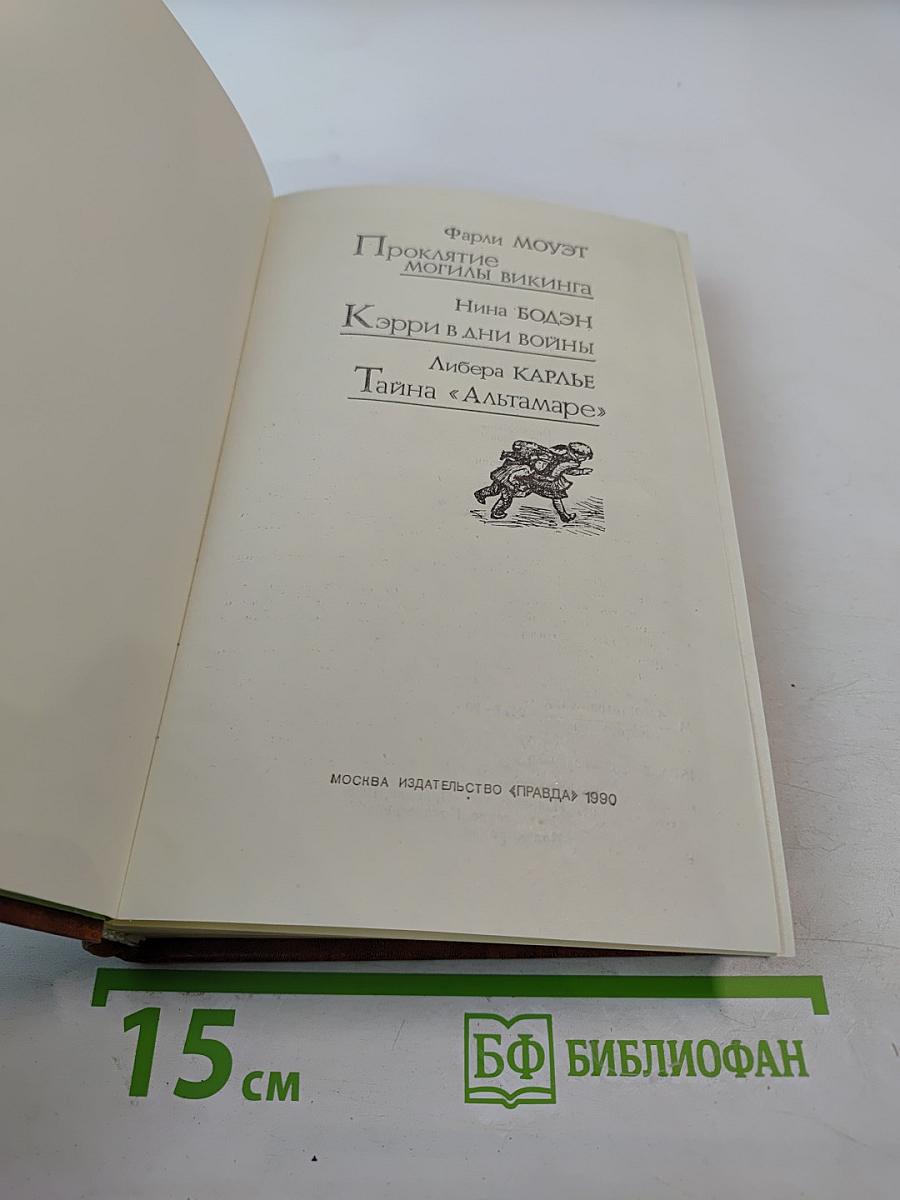 Фарли МОУЭТ
Проклятие
могилы викинга
Нина БОДЭН
Кэрри в дни войны
Либера КАРЛЬЕ
Тайна «Альтамаре»
МОСКВА ИЗДАТЕЛЬСТВО «ПРАВДА» 1990
15 см
БФ БИБЛИОФАН